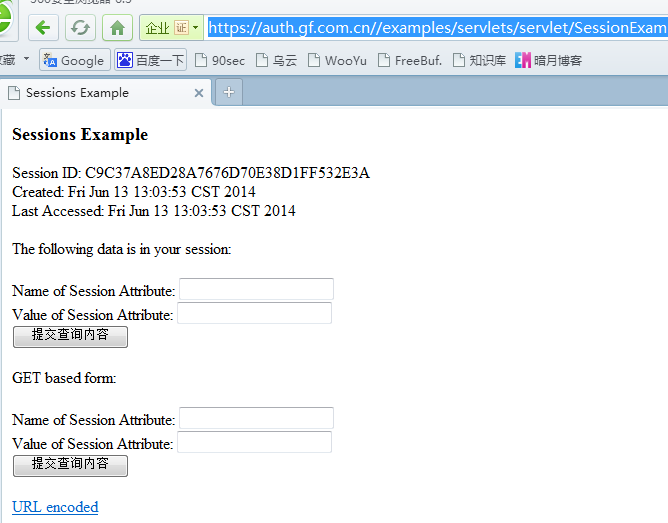 企业 证 https://auth.gf.com.cn//examples/servlets/servlet/SessionExam
藏 Google 百度一下 90sec 乌云 WooYu FreeBuf. 知识库 暗月博客
Sessions Example
Sessions Example
Session ID: C9C37A8ED28A7676D70E38D1FF532E3A
Created: Fri Jun 13 13:03:53 CST 2014
Last Accessed: Fri Jun 13 13:03:53 CST 2014
The following data is in your session:
Name of Session Attribute:
Value of Session Attribute:
提交查询内容
GET based form:
Name of Session Attribute:
Value of Session Attribute:
提交查询内容
URL encoded